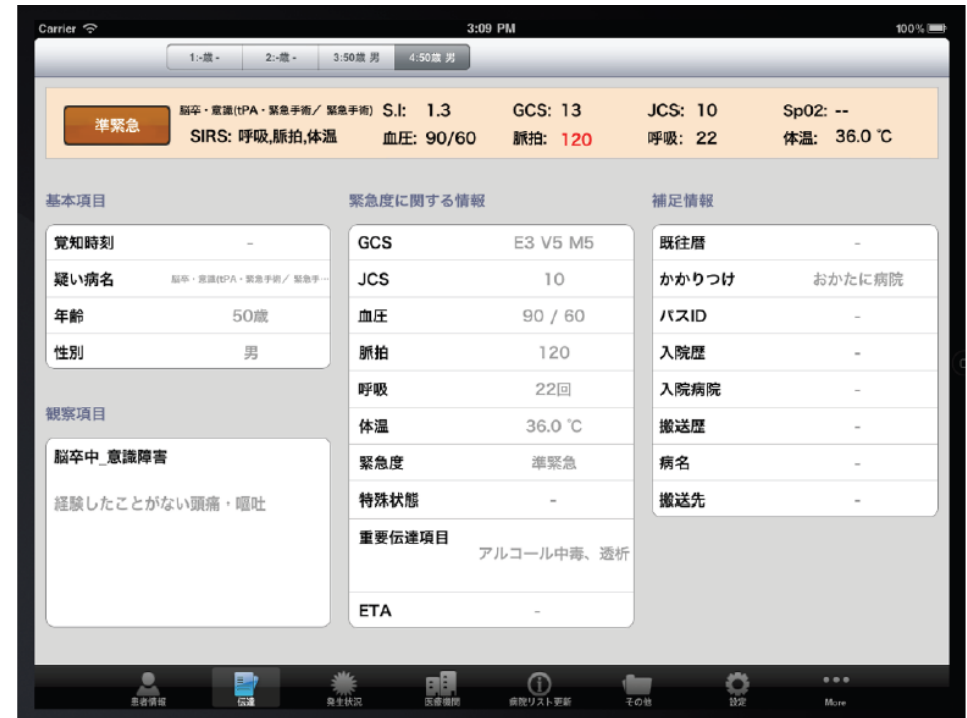 Carrier 3:09 PM 100%
1:-歳 - 2:-歳 - 3:50歳 男 4:50歳 男
準緊急
脳卒・意識(tPA・緊急手術/ 緊急手術) S.I: 1.3 GCS: 13 JCS: 10 Sp02: --
SIRS: 呼吸,脈拍,体温 血圧: 90/60 脈拍: 120 呼吸: 22 体温: 36.0 ℃
基本項目
覚知時刻 -
疑い病名 脳卒・意識(tPA・緊急手術/ 緊急手…
年齢 50歳
性別 男
観察項目
脳卒中_意識障害
経験したことがない頭痛・嘔吐
緊急度に関する情報
GCS E3 V5 M5
JCS 10
血圧 90 / 60
脈拍 120
呼吸 22回
体温 36.0 ℃
緊急度 準緊急
特殊状態 -
重要伝達項目
アルコール中毒、透析
ETA -
補足情報
既往暦 -
かかりつけ おかたに病院
パスID -
入院歴 -
入院病院 -
搬送歴 -
病名 -
搬送先 -
患者情報 伝達 発生状況 医療機関 病院リスト更新 その他 設定 More